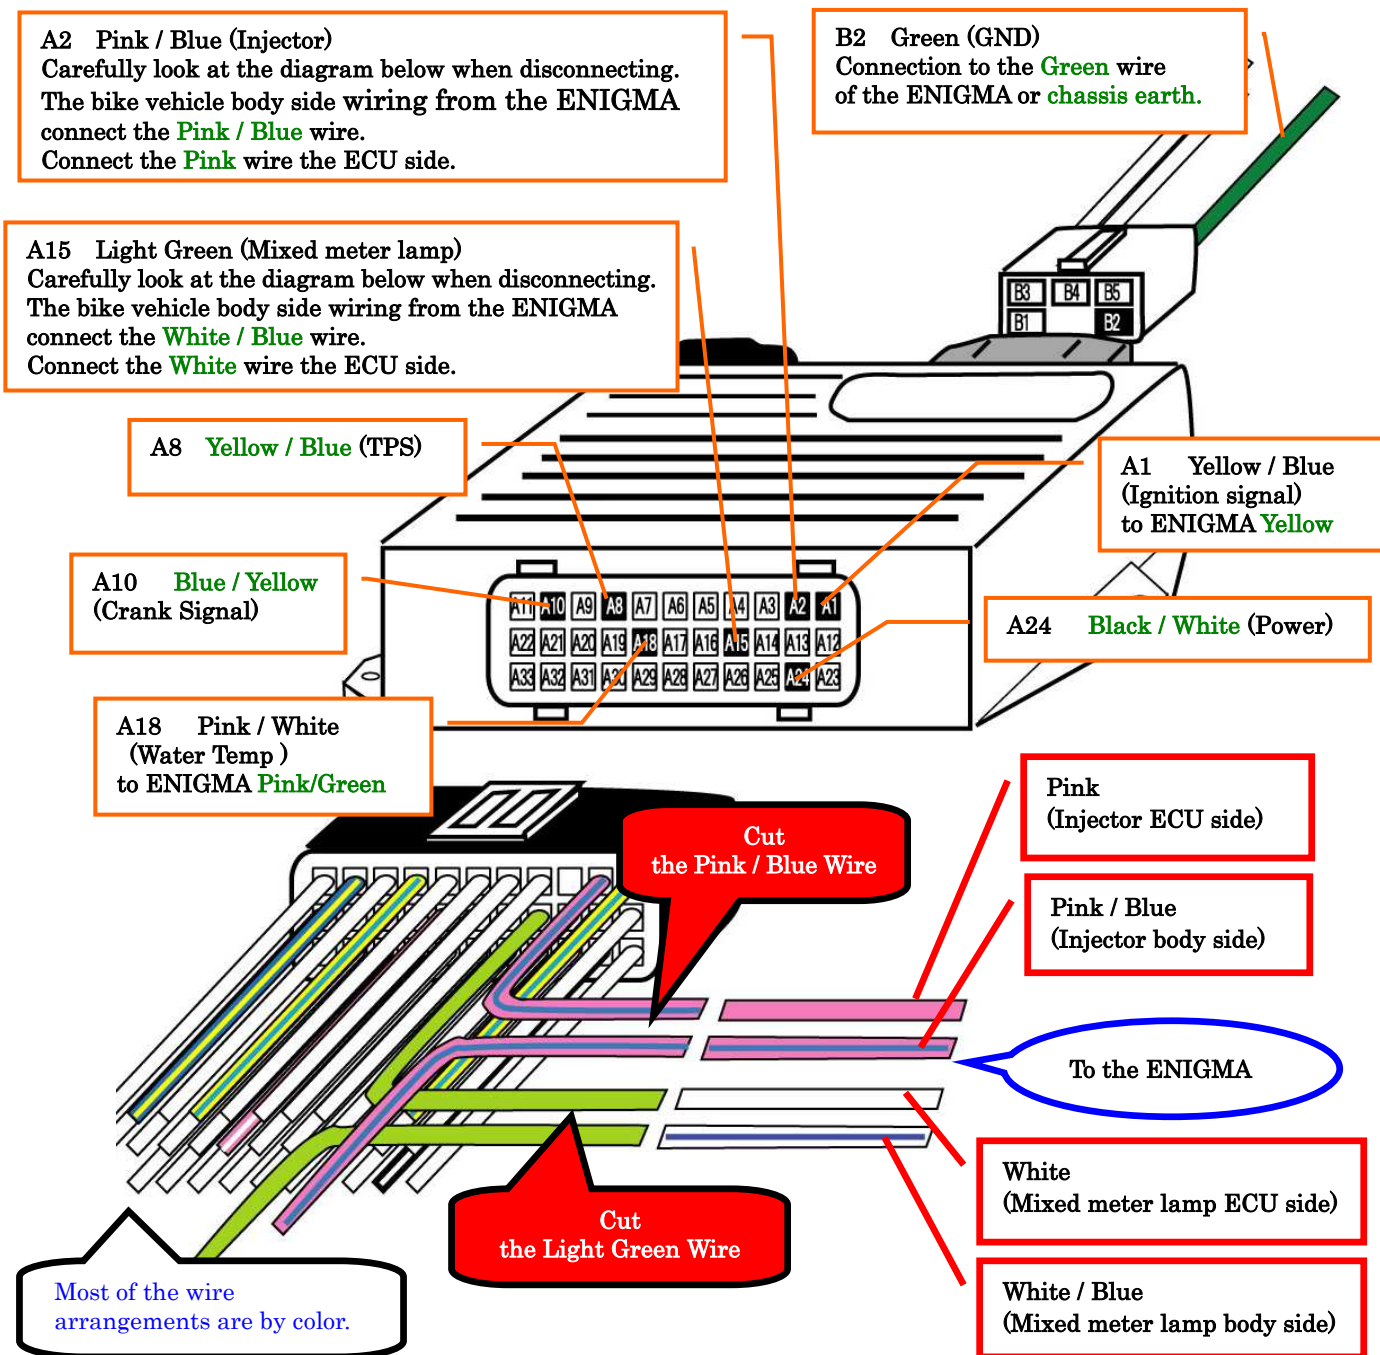 A2 Pink / Blue (Injector)
Carefully look at the diagram below when disconnecting.
The bike vehicle body side wiring from the ENIGMA
connect the Pink / Blue wire.
Connect the Pink wire the ECU side.
B2 Green (GND)
Connection to the Green wire
of the ENIGMA or chassis earth.
A15 Light Green (Mixed meter lamp)
Carefully look at the diagram below when disconnecting.
The bike vehicle body side wiring from the ENIGMA
connect the White / Blue wire.
Connect the White wire the ECU side.
B3 B4 B5
B1 B2
A8 Yellow / Blue (TPS)
A1 Yellow / Blue
(Ignition signal)
to ENIGMA Yellow
A10 Blue / Yellow
(Crank Signal)
A11 A10 A9 A8 A7 A6 A5 A4 A3 A2 A1
A22 A21 A20 A19 A18 A17 A16 A15 A14 A13 A12
A33 A32 A31 A30 A29 A28 A27 A26 A25 A24 A23
A24 Black / White (Power)
A18 Pink / White
(Water Temp )
to ENIGMA Pink/Green
Cut
the Pink / Blue Wire
Pink
(Injector ECU side)
Pink / Blue
(Injector body side)
To the ENIGMA
White
(Mixed meter lamp ECU side)
Cut
the Light Green Wire
White / Blue
(Mixed meter lamp body side)
Most of the wire
arrangements are by color.